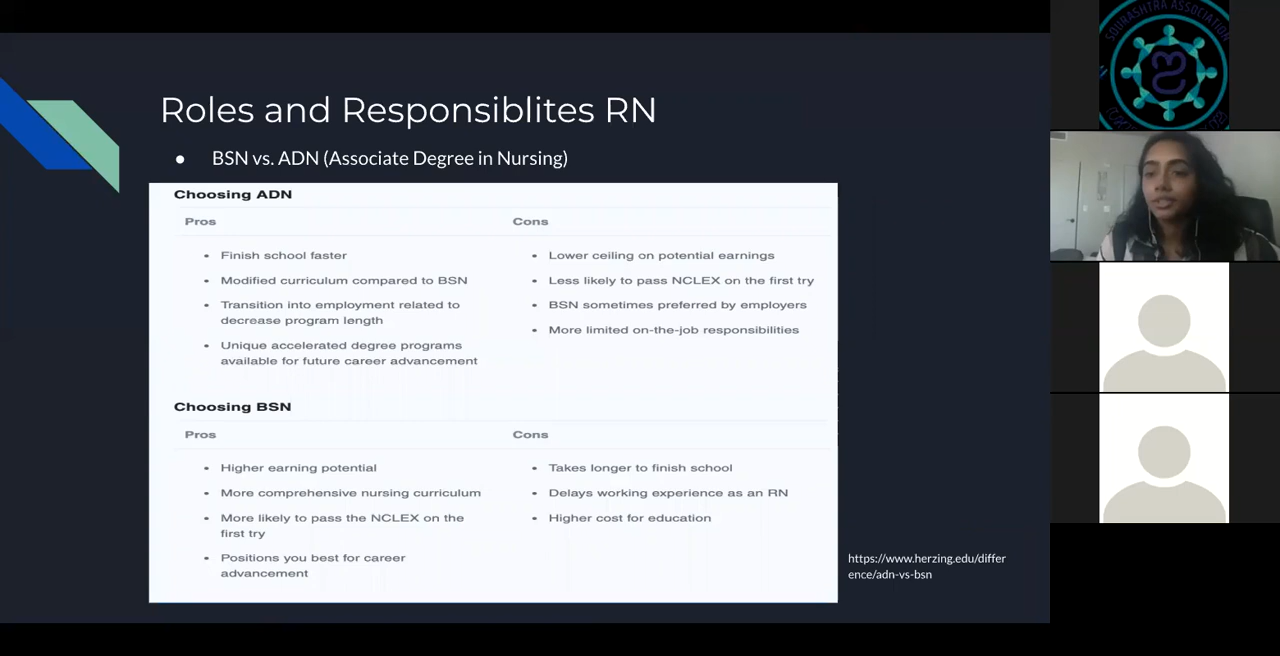 Roles and Responsiblites RN
BSN vs. ADN (Associate Degree in Nursing)
Choosing ADN
Pros
Cons
Finish school faster
Modified curriculum compared to BSN
Transition into employment related to
decrease program length
Unique accelerated degree programs
available for future career advancement
Lower ceiling on potential earnings
Less likely to pass NCLEX on the first try
BSN sometimes preferred by employers
More limited on-the-job responsibilities
Choosing BSN
Pros
Cons
Higher earning potential
More comprehensive nursing curriculum
More likely to pass the NCLEX on the
first try
Positions you best for career
advancement
Takes longer to finish school
Delays working experience as an RN
Higher cost for education
https://www.herzing.edu/differ
ence/adn-vs-bsn
SOURASHTRA ASSOCIATION